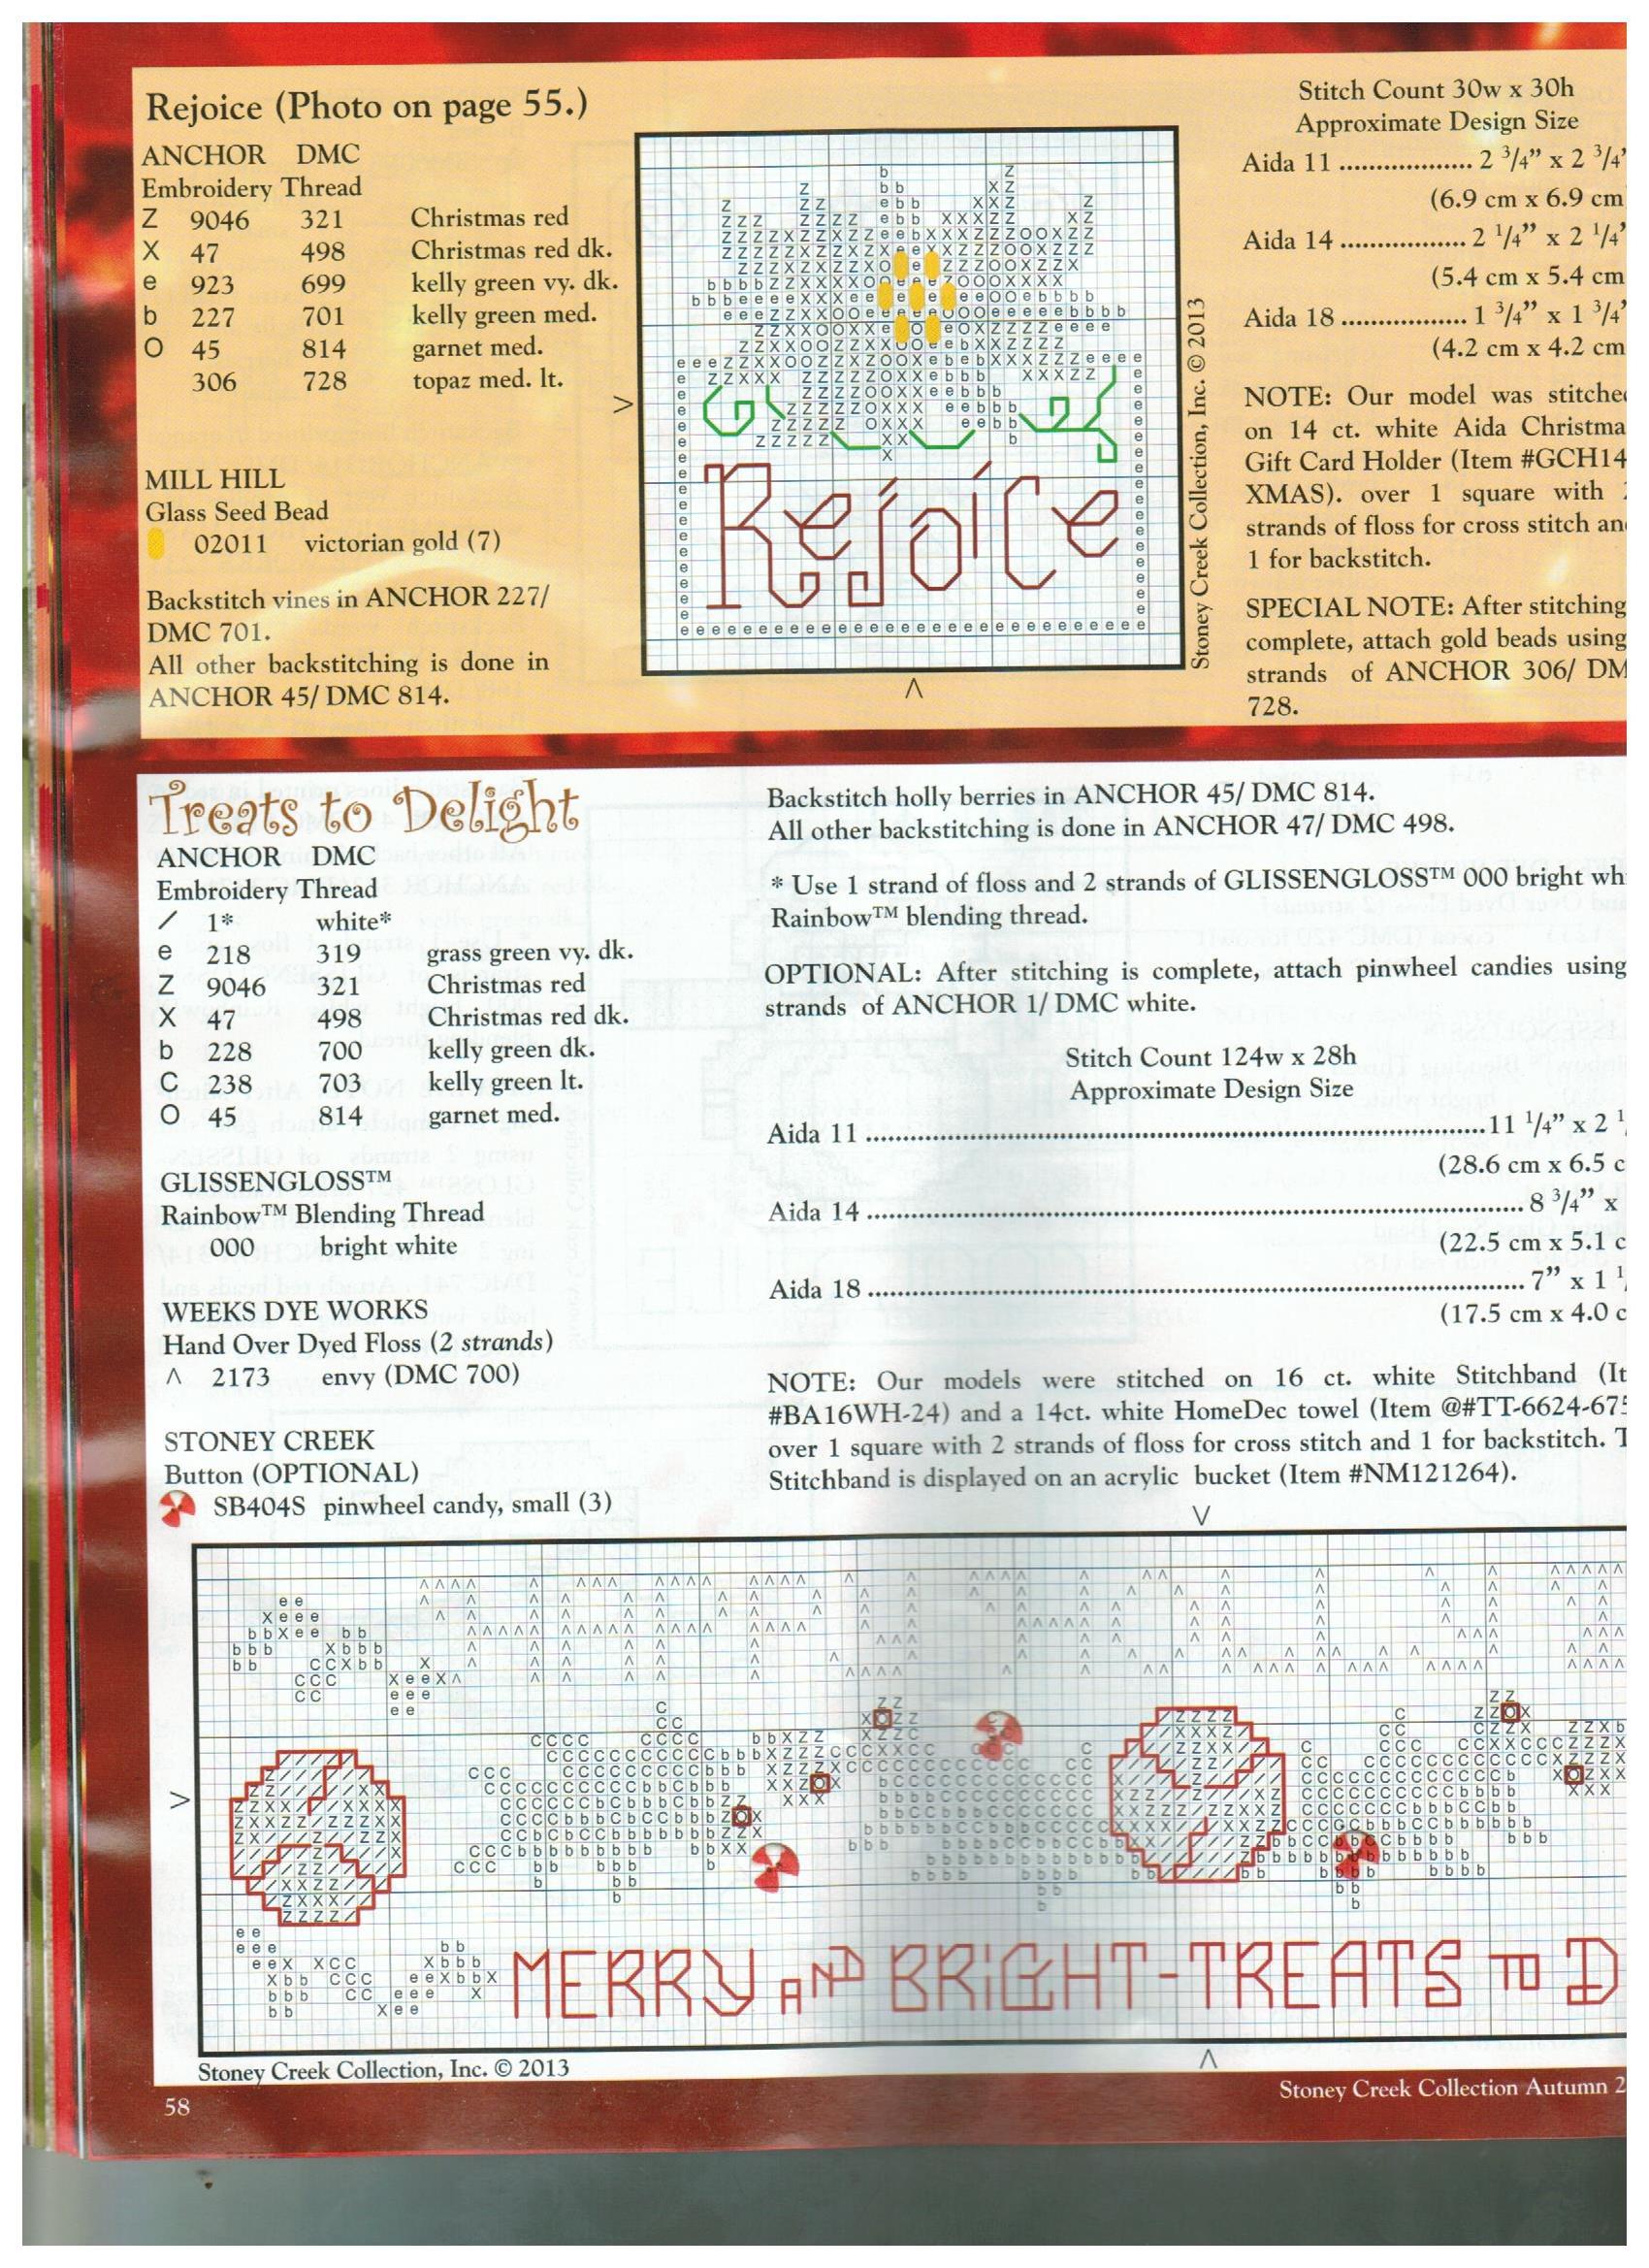 Rejoice (Photo on page 55.)
ANCHOR DMC
Embroidery Thread
Z 9046 321 Christmas red
X 47 498 Christmas red dk.
e 923 699 kelly green vy. dk.
b 227 701 kelly green med.
O 45 814 garnet med.
306 728 topaz med. lt.
MILL HILL
Glass Seed Bead
02011 victorian gold (7)
Backstitch vines in ANCHOR 227/
DMC 701.
All other backstitching is done in
ANCHOR 45/ DMC 814.
Rejoice
Stoney Creek Collection, Inc. © 2013
Stitch Count 30w x 30h
Approximate Design Size
Aida 11 .................. 2 3/4" x 2 3/4"
(6.9 cm x 6.9 cm
Aida 14 ................. 2 1/4" x 2 1/4"
(5.4 cm x 5.4 cm
Aida 18 .................. 1 3/4" x 1 3/4"
(4.2 cm x 4.2 cm
NOTE: Our model was stitche
on 14 ct. white Aida Christma
Gift Card Holder (Item #GCH14
XMAS). over 1 square with
strands of floss for cross stitch an
1 for backstitch.
SPECIAL NOTE: After stitching
complete, attach gold beads using
strands of ANCHOR 306/ DM
728.
Treats to Delight
ANCHOR DMC
Embroidery Thread
/ 1* white*
e 218 319 grass green vy. dk.
Z 9046 321 Christmas red
X 47 498 Christmas red dk.
b 228 700 kelly green dk.
C 238 703 kelly green lt.
O 45 814 garnet med.
GLISSENGLOSS™
Rainbow™ Blending Thread
000 bright white
WEEKS DYE WORKS
Hand Over Dyed Floss (2 strands)
^ 2173 envy (DMC 700)
STONEY CREEK
Button (OPTIONAL)
SB404S pinwheel candy, small (3)
Backstitch holly berries in ANCHOR 45/ DMC 814.
All other backstitching is done in ANCHOR 47/ DMC 498.
* Use 1 strand of floss and 2 strands of GLISSENGLOSS™ 000 bright wh
Rainbow™ blending thread.
OPTIONAL: After stitching is complete, attach pinwheel candies using
strands of ANCHOR 1/ DMC white.
Stitch Count 124w x 28h
Approximate Design Size
Aida 11 ........................................ 11 1/4" x 2
(28.6 cm x 6.5 c
Aida 14 ........................................ 8 3/4" x
(22.5 cm x 5.1 c
Aida 18 ........................................ 7" x 1
(17.5 cm x 4.0 c
NOTE: Our models were stitched on 16 ct. white Stitchband (It
#BA16WH-24) and a 14ct. white HomeDec towel (Item @#TT-6624-675
over 1 square with 2 strands of floss for cross stitch and 1 for backstitch. T
Stitchband is displayed on an acrylic bucket (Item #NM121264).
MERRY AND BRIGHT-TREATS TO D
Stoney Creek Collection, Inc. © 2013
58
Stoney Creek Collection Autumn 2